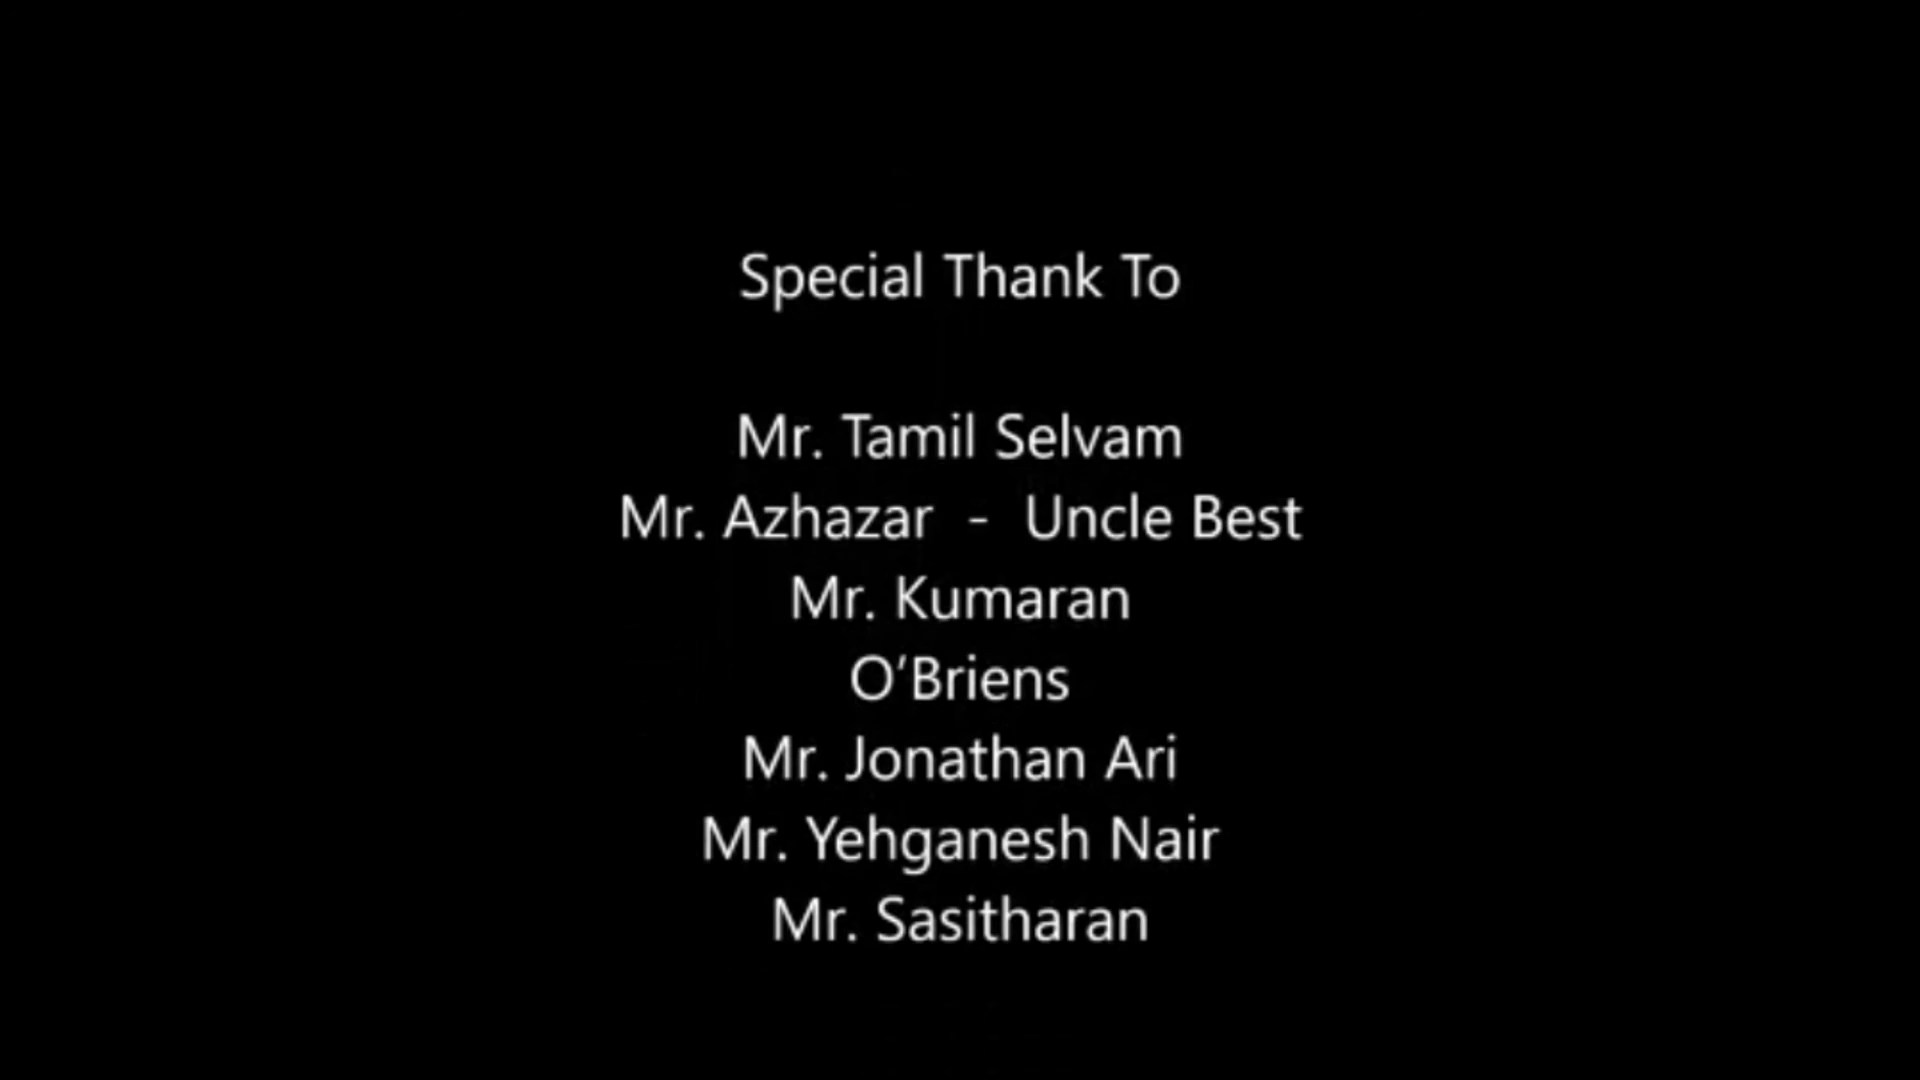 Special Thank To
Mr. Tamil Selvam
Mr. Azhazar - Uncle Best
Mr. Kumaran
O'Briens
Mr. Jonathan Ari
Mr. Yehganesh Nair
Mr. Sasitharan